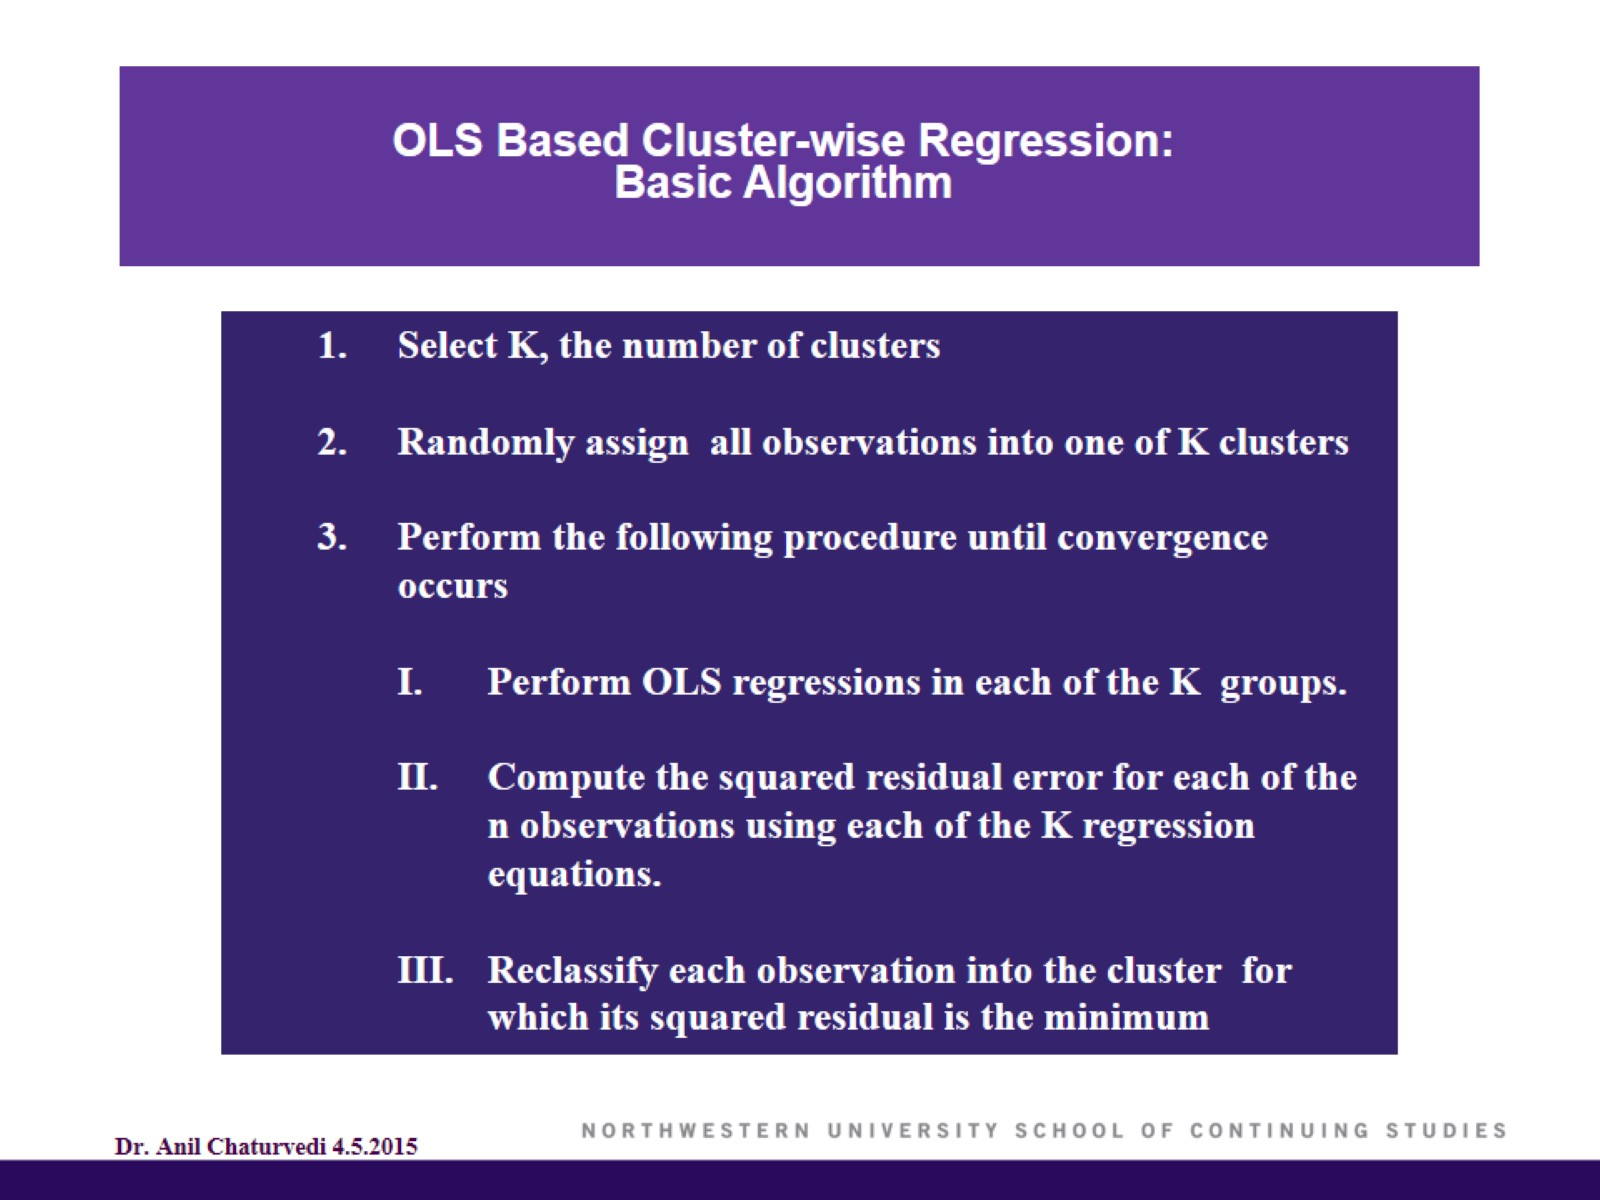 OLS Based Cluster-wise Regression:
Basic Algorithm
1. Select K, the number of clusters
2. Randomly assign all observations into one of K clusters
3. Perform the following procedure until convergence
occurs
I. Perform OLS regressions in each of the K groups.
II. Compute the squared residual error for each of the
n observations using each of the K regression
equations.
III. Reclassify each observation into the cluster for
which its squared residual is the minimum
NORTHWESTERN UNIVERSITY SCHOOL OF CONTINUING STUDIES
Dr. Anil Chaturvedi 4.5.2015